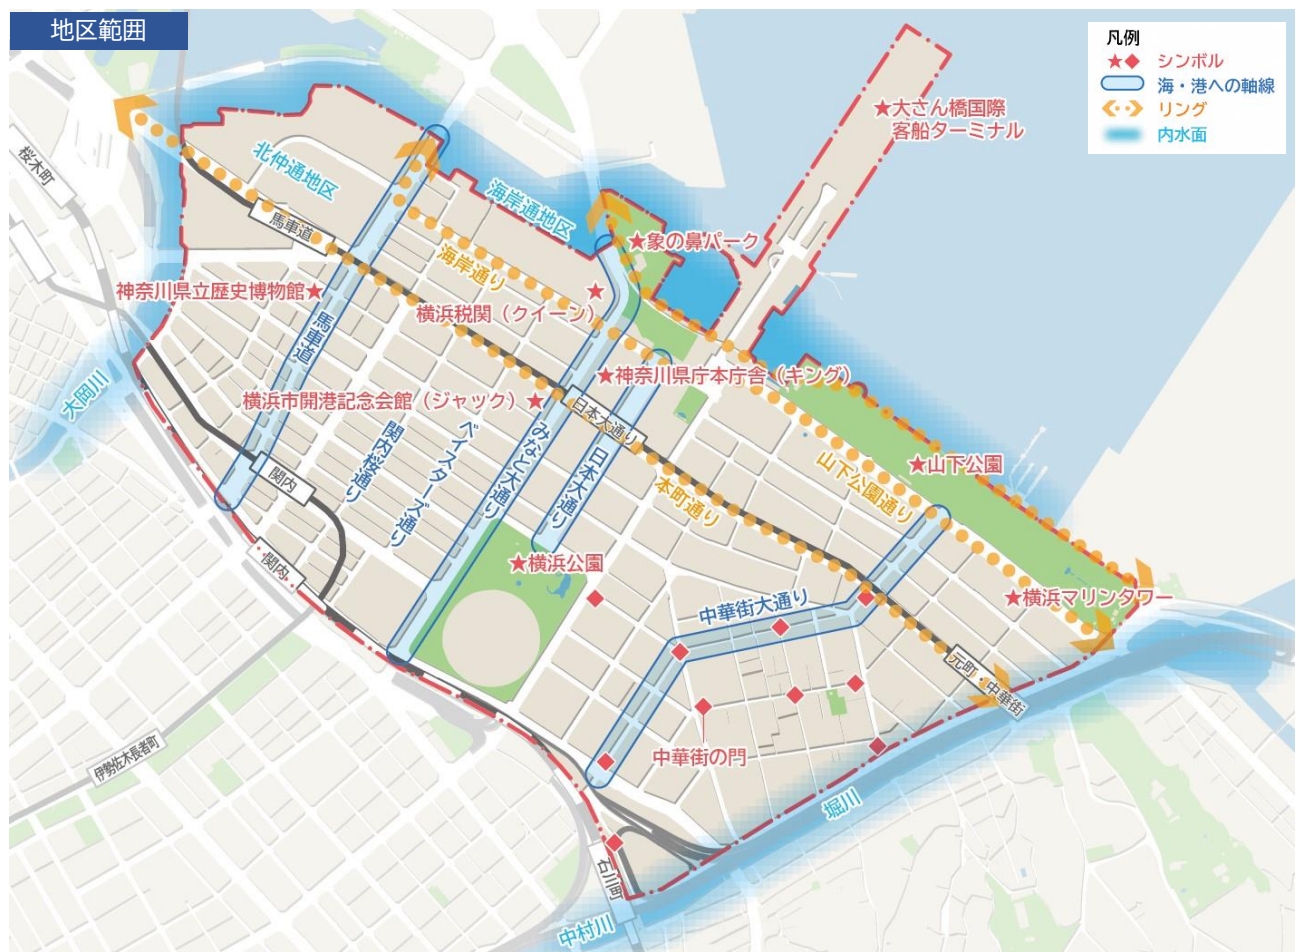 地区範囲
凡例
★◆ シンボル
海・港への軸線
リング
内水面
★大さん橋国際
客船ターミナル
桜木町
北仲通地区
馬車道
海岸通地区
★象の鼻パーク
海岸通り
神奈川県立歴史博物館★
横浜税関（クイーン）
★
馬車道
★神奈川県庁本庁舎（キング）
大岡川
横浜市開港記念会館（ジャック）★
日本大通り
関内桜通り
ベイスターズ通り
みなと大通り
日本大通り
本町通り
山下公園通り
★山下公園
関内
関内
★横浜公園
中華街大通り
★横浜マリンタワー
元町・中華街
中華街の門
伊勢佐木長者町
堀川
石川町
中村川